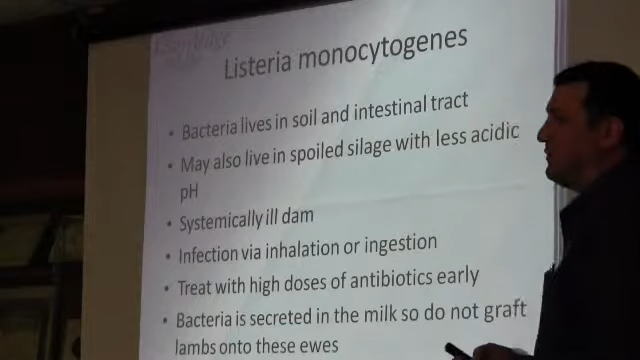 Listeria monocytogenes
• Bacteria lives in soil and intestinal tract
• May also live in spoiled silage with less acidic
pH
• Systemically ill dam
• Infection via inhalation or ingestion
• Treat with high doses of antibiotics early
• Bacteria is secreted in the milk so do not graft
lambs onto these ewes